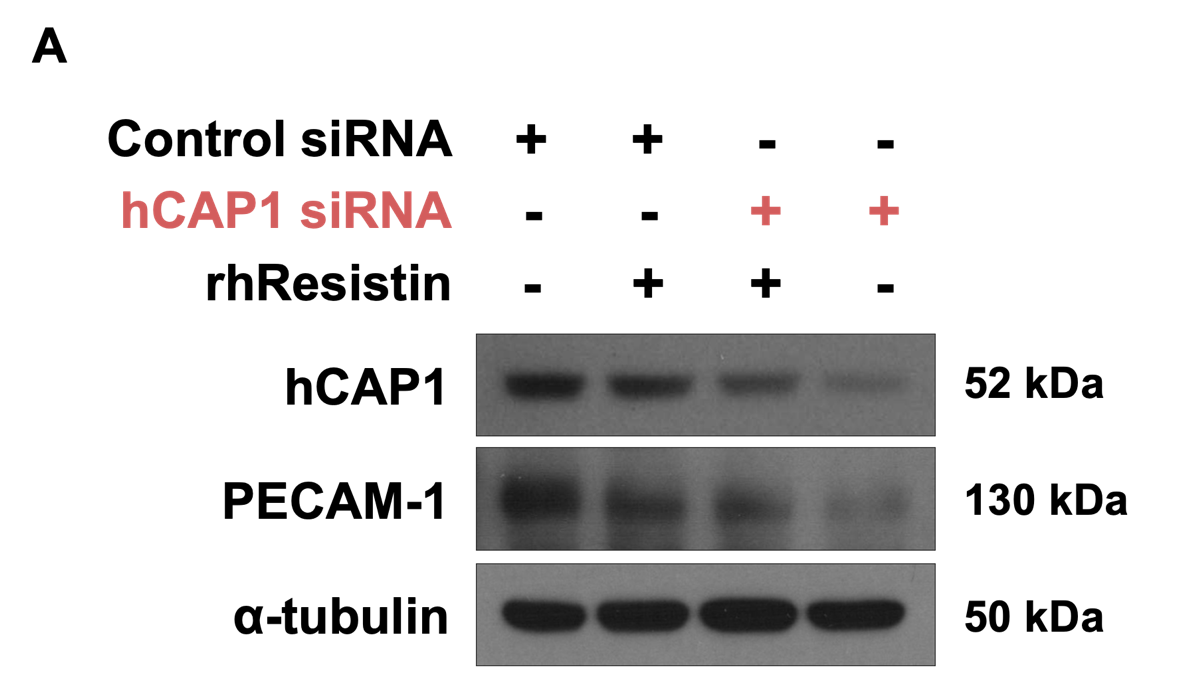 A
Control siRNA + + - -
hCAP1 siRNA - - + +
rhResistin - + + -
hCAP1 52 kDa
PECAM-1 130 kDa
α-tubulin 50 kDa